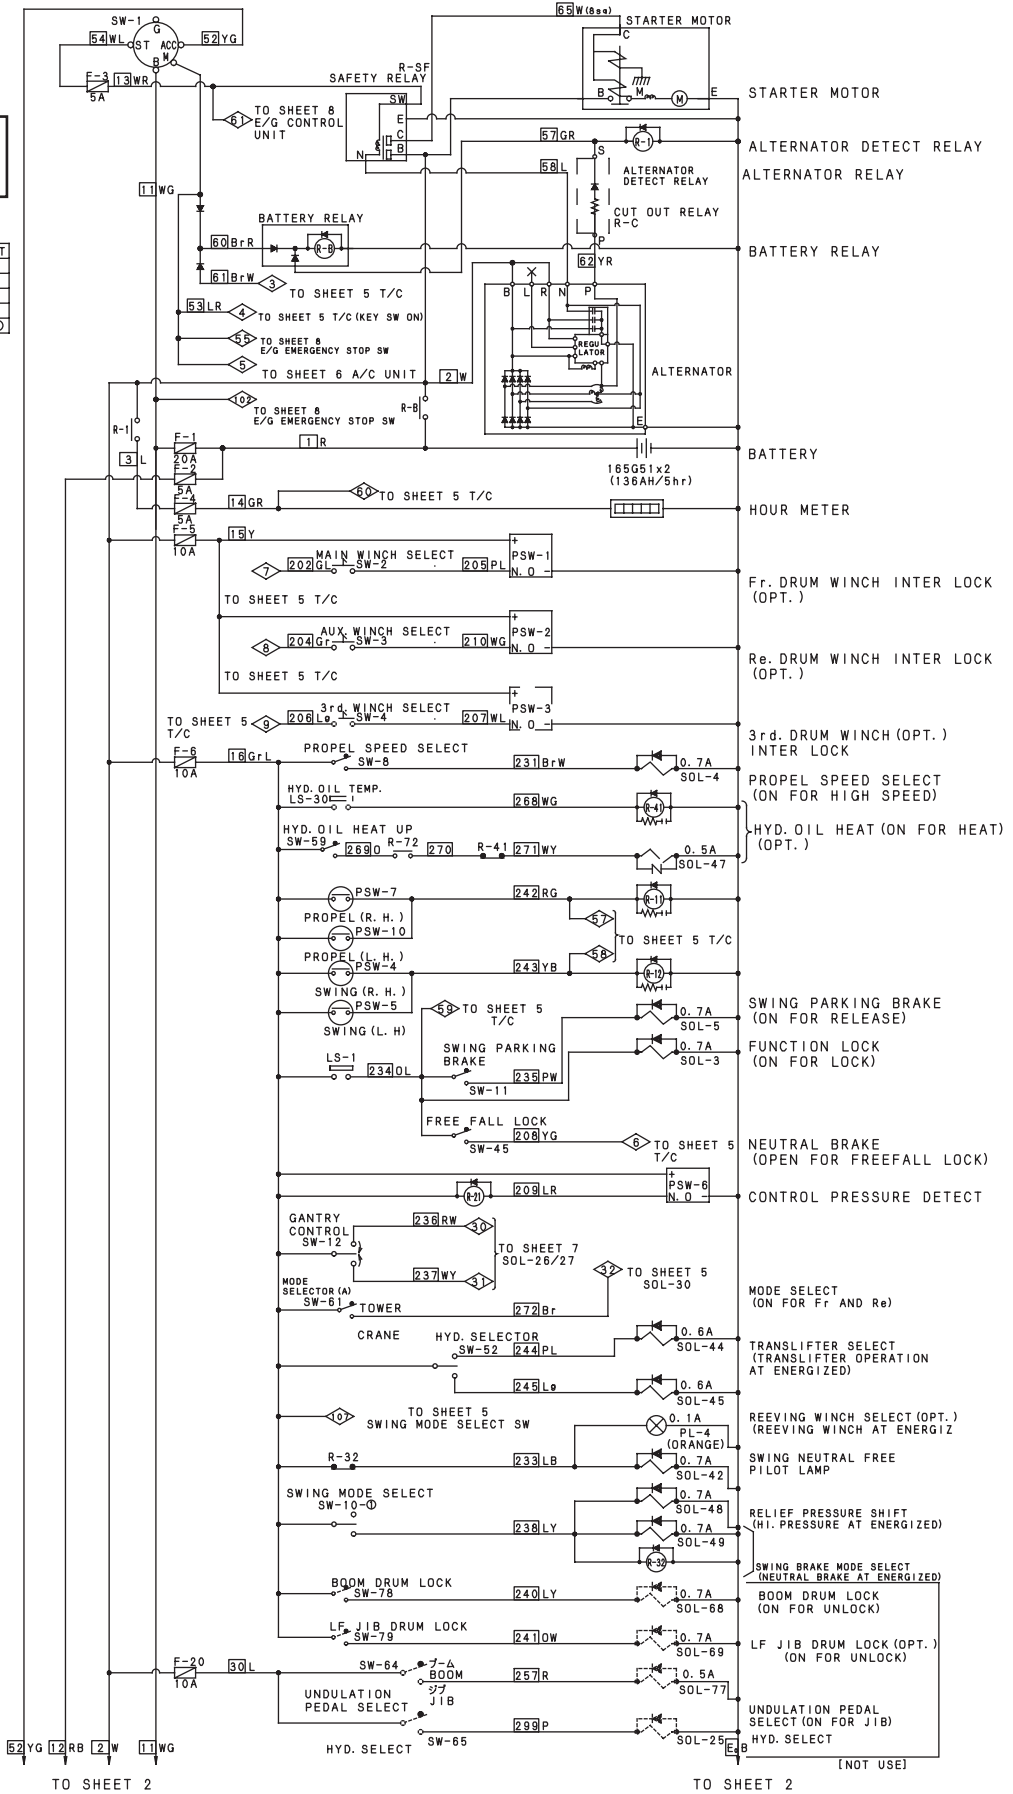 65 W(8sq)
STARTER MOTOR
SW-1
G
54 WL
ST
ACC
52 YG
C
B
M
R-SF
SAFETY RELAY
F-3
13 WR
5A
SW
B
M
M
E
STARTER MOTOR
61
TO SHEET 8
E/G CONTROL
UNIT
E
C
B
N
57 GR
R-1
ALTERNATOR DETECT RELAY
S
58 L
ALTERNATOR
DETECT RELAY
ALTERNATOR RELAY
11 WG
CUT OUT RELAY
R-C
BATTERY RELAY
60 BrR
R-B
P
BATTERY RELAY
62 YR
61 BrW
3
TO SHEET 5 T/C
B
L
R
N
P
53 LR
4
TO SHEET 5 T/C(KEY SW ON)
55
TO SHEET 8
E/G EMERGENCY STOP SW
REGU
LATOR
5
TO SHEET 6 A/C UNIT
2 W
ALTERNATOR
102
TO SHEET 8
E/G EMERGENCY STOP SW
R-B
E
R-1
F-1
1 R
20A
3 L
BATTERY
F-2
165G51x2
(136AH/5hr)
5A
60
TO SHEET 5 T/C
F-4
14 GR
HOUR METER
5A
F-5
15 Y
10A
+
PSW-1
N.O -
MAIN WINCH SELECT
7
202 GL
SW-2
205 PL
Fr. DRUM WINCH INTER LOCK
(OPT.)
TO SHEET 5 T/C
+
PSW-2
N.O -
AUX. WINCH SELECT
8
204 Gr
SW-3
210 WG
Re. DRUM WINCH INTER LOCK
(OPT.)
TO SHEET 5 T/C
+
PSW-3
N.O -
3rd. WINCH SELECT
TO SHEET 5
T/C
9
206 Lg
SW-4
207 WL
3rd. DRUM WINCH (OPT.)
INTER LOCK
F-6
16 GrL
10A
PROPEL SPEED SELECT
SW-8
231 BrW
0.7A
SOL-4
PROPEL SPEED SELECT
(ON FOR HIGH SPEED)
HYD. OIL TEMP.
LS-30
268 WG
R-41
HYD. OIL HEAT UP
SW-59
269 O
R-72
270
R-41
271 WY
0.5A
SOL-47
HYD. OIL HEAT (ON FOR HEAT)
(OPT.)
PSW-7
242 RG
R-11
PROPEL(R.H.)
57
PSW-10
TO SHEET 5 T/C
PROPEL(L.H.)
58
PSW-4
243 YB
R-12
SWING(R.H.)
PSW-5
SWING(L.H)
59
TO SHEET 5
T/C
0.7A
SOL-5
SWING PARKING BRAKE
(ON FOR RELEASE)
0.7A
SOL-3
FUNCTION LOCK
(ON FOR LOCK)
LS-1
234 OL
SWING PARKING
BRAKE
SW-11
235 PW
FREE FALL LOCK
SW-45
208 YG
6
TO SHEET 5
T/C
NEUTRAL BRAKE
(OPEN FOR FREEFALL LOCK)
+
PSW-6
N.O -
R-21
209 LR
CONTROL PRESSURE DETECT
GANTRY
CONTROL
SW-12
236 RW
30
237 WY
31
TO SHEET 7
SOL-26/27
32
TO SHEET 5
SOL-30
MODE
SELECTOR(A)
SW-61
TOWER
272 Br
MODE SELECT
(ON FOR Fr AND Re)
CRANE
HYD. SELECTOR
SW-52
244 PL
0.6A
SOL-44
TRANSLIFTER SELECT
(TRANSLIFTER OPERATION
AT ENERGIZED)
245 Lg
0.6A
SOL-45
107
TO SHEET 5
SWING MODE SELECT SW
0.1A
PL-4
(ORANGE)
REEVING WINCH SELECT(OPT.)
(REEVING WINCH AT ENERGIZ
R-32
233 LB
0.7A
SOL-42
SWING NEUTRAL FREE
PILOT LAMP
SWING MODE SELECT
SW-10-①
0.7A
SOL-48
238 LY
0.7A
SOL-49
RELIEF PRESSURE SHIFT
(HI.PRESSURE AT ENERGIZED)
R-32
SWING BRAKE MODE SELECT
(NEUTRAL BRAKE AT ENERGIZED)
BOOM DRUM LOCK
SW-78
240 LY
0.7A
SOL-68
BOOM DRUM LOCK
(ON FOR UNLOCK)
LF JIB DRUM LOCK
SW-79
241 OW
0.7A
SOL-69
LF JIB DRUM LOCK(OPT.)
(ON FOR UNLOCK)
F-20
30 L
10A
SW-64
ブーム
BOOM
ジブ
JIB
257 R
0.5A
SOL-77
UNDULATION
PEDAL SELECT
UNDULATION PEDAL
SELECT(ON FOR JIB)
SW-65
299 P
SOL-25
HYD. SELECT
HYD. SELECT
[NOT USE]
52 YG
12 RB
2 W
11 WG
B
TO SHEET 2
TO SHEET 2